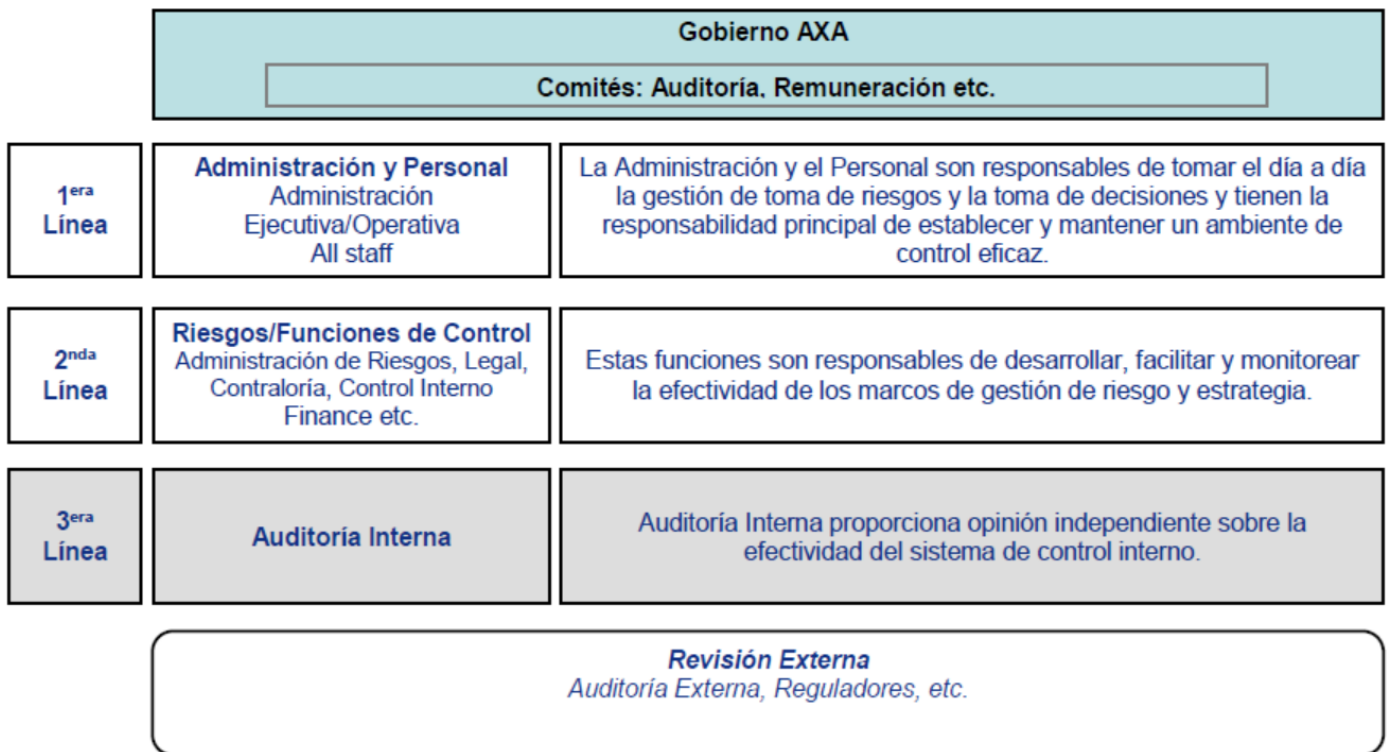 Gobierno AXA
Comités: Auditoría, Remuneración etc.
1era
Línea
Administración y Personal
Administración
Ejecutiva/Operativa
All staff
La Administración y el Personal son responsables de tomar el día a día
la gestión de toma de riesgos y la toma de decisiones y tienen la
responsabilidad principal de establecer y mantener un ambiente de
control eficaz.
2nda
Línea
Riesgos/Funciones de Control
Administración de Riesgos, Legal,
Contraloría, Control Interno
Finance etc.
Estas funciones son responsables de desarrollar, facilitar y monitorear
la efectividad de los marcos de gestión de riesgo y estrategia.
3era
Línea
Auditoría Interna
Auditoría Interna proporciona opinión independiente sobre la
efectividad del sistema de control interno.
Revisión Externa
Auditoría Externa, Reguladores, etc.